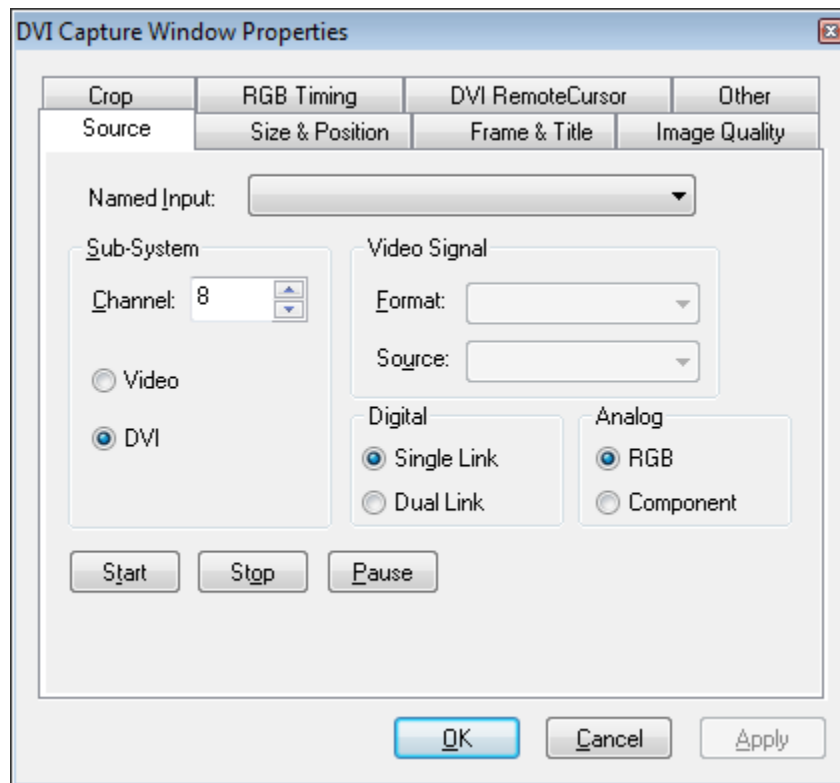 DVI Capture Window Properties
Crop RGB Timing DVI RemoteCursor Other
Source Size & Position Frame & Title Image Quality
Named Input:
Sub-System
Channel: 8
Video
DVI
Video Signal
Format:
Source:
Digital
Single Link
Dual Link
Analog
RGB
Component
Start Stop Pause
OK Cancel Apply